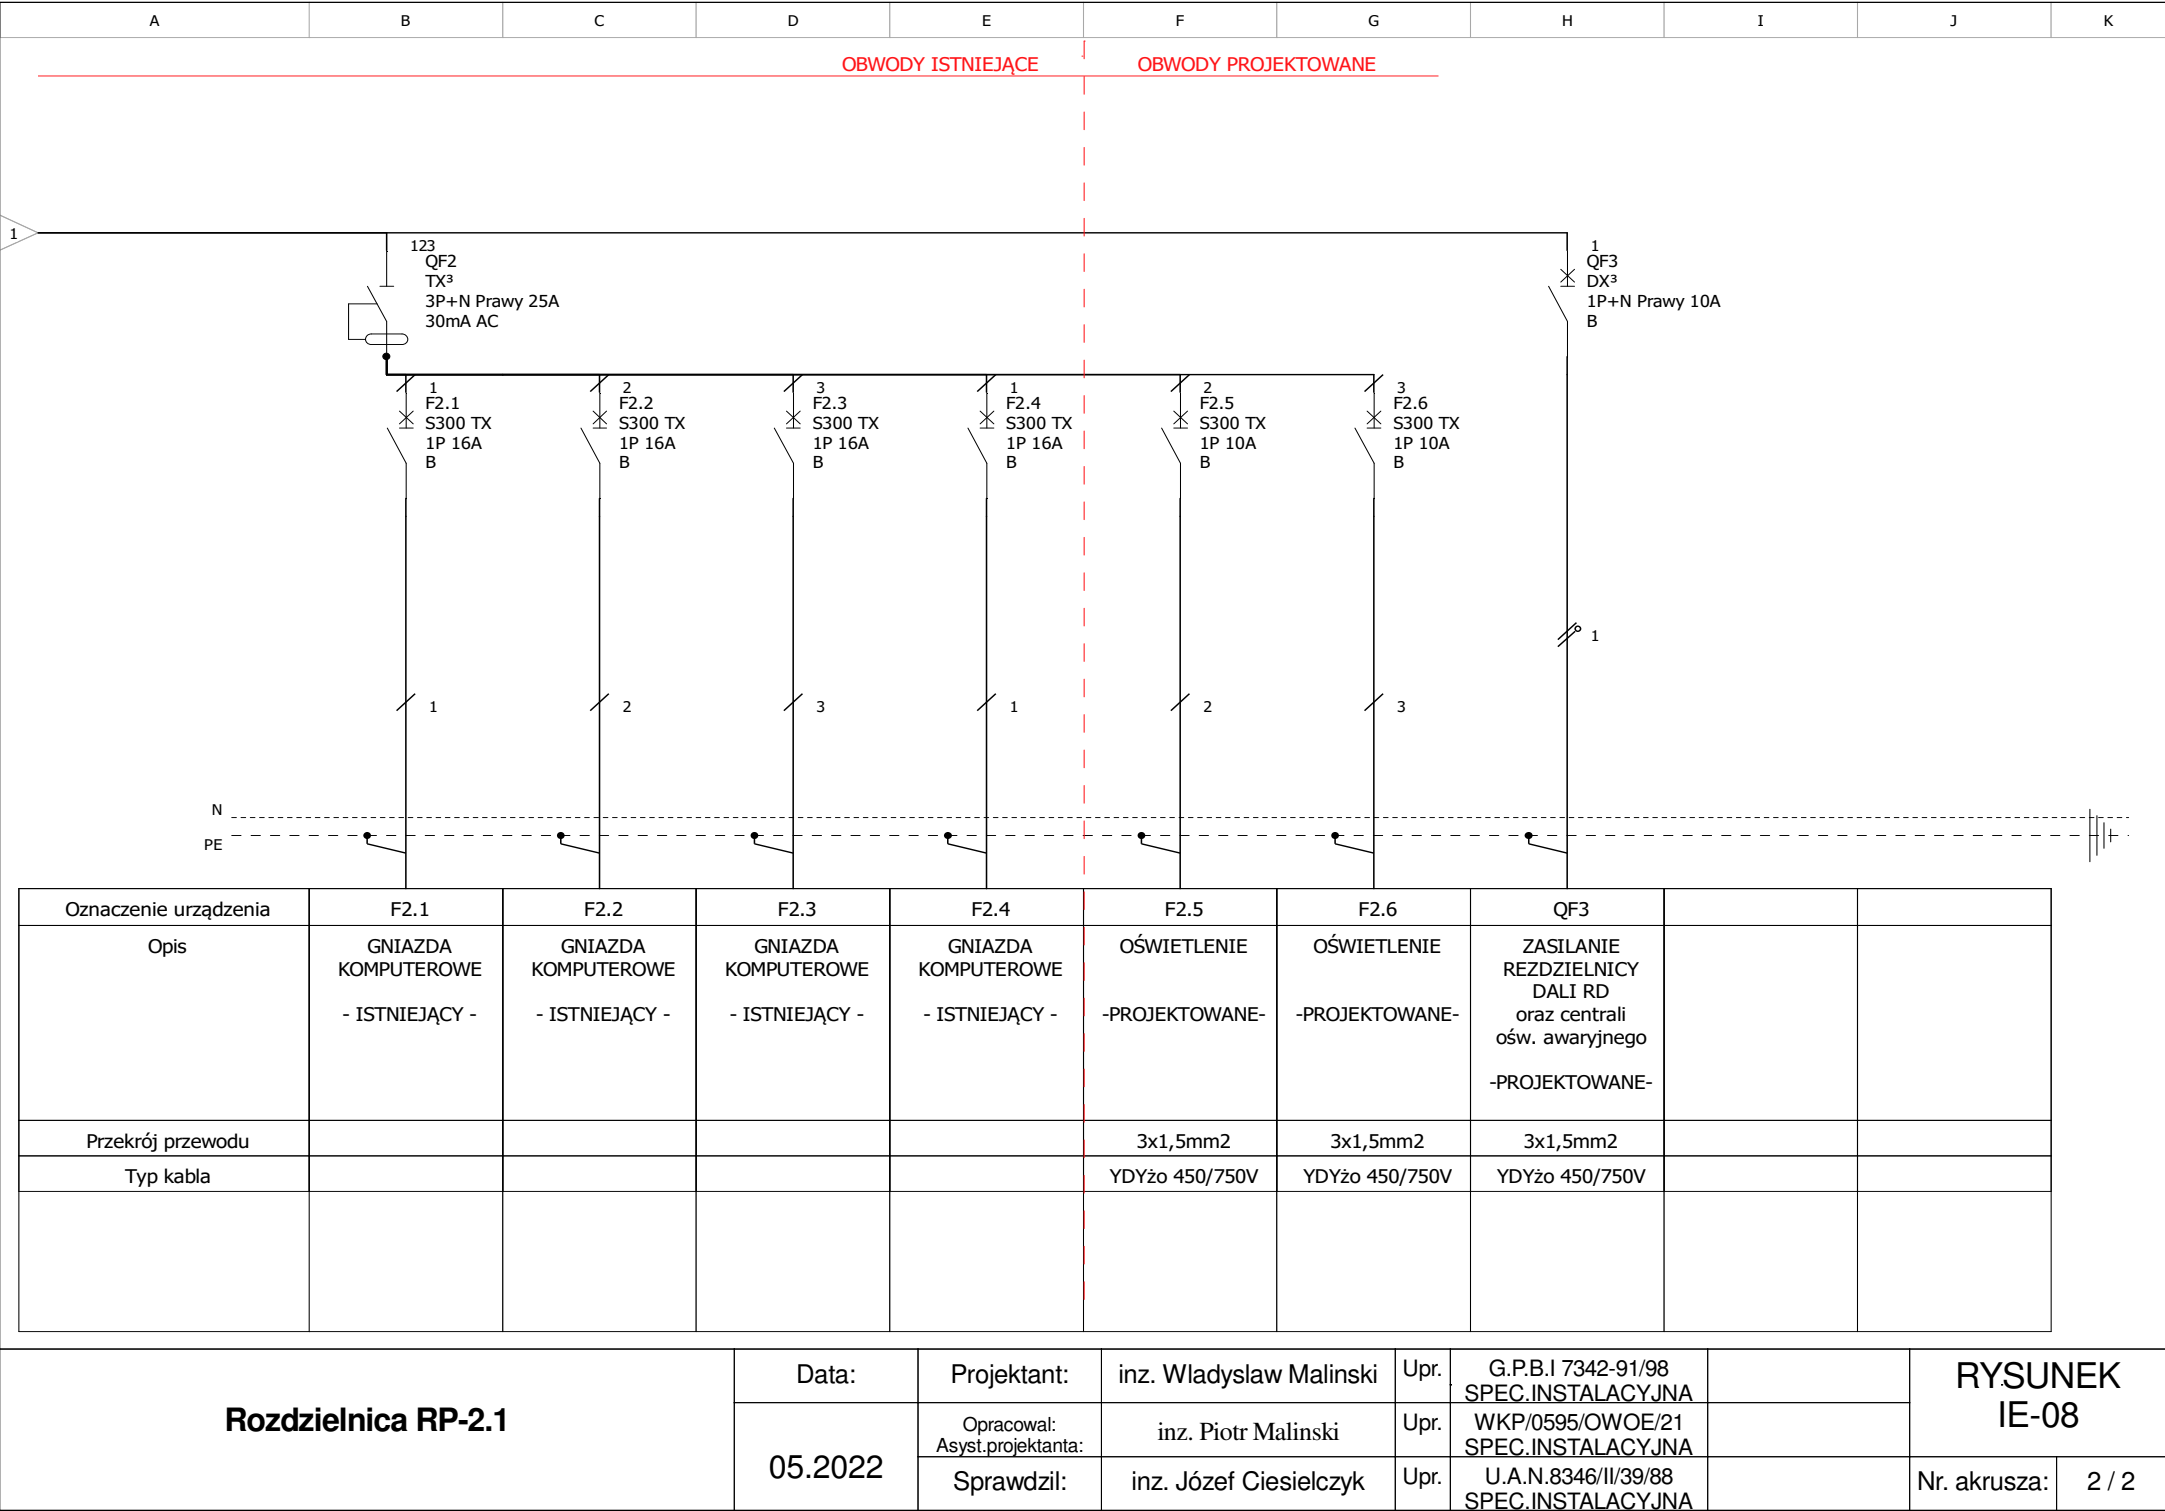 A B C D E F G H I J K
OBWODY ISTNIEJĄCE OBWODY PROJEKTOWANE
1
123
QF2
TX³
3P+N Prawy 25A
30mA AC
1
QF3
DX³
1P+N Prawy 10A
B
1
F2.1
S300 TX
1P 16A
B
2
F2.2
S300 TX
1P 16A
B
3
F2.3
S300 TX
1P 16A
B
1
F2.4
S300 TX
1P 16A
B
2
F2.5
S300 TX
1P 10A
B
3
F2.6
S300 TX
1P 10A
B
1
1 2 3 1 2 3
N
PE
Oznaczenie urządzenia F2.1 F2.2 F2.3 F2.4 F2.5 F2.6 QF3
Opis
GNIAZDA
KOMPUTEROWE
- ISTNIEJĄCY -
GNIAZDA
KOMPUTEROWE
- ISTNIEJĄCY -
GNIAZDA
KOMPUTEROWE
- ISTNIEJĄCY -
GNIAZDA
KOMPUTEROWE
- ISTNIEJĄCY -
OŚWIETLENIE
-PROJEKTOWANE-
OŚWIETLENIE
-PROJEKTOWANE-
ZASILANIE
REZDZIELNICY
DALI RD
oraz centrali
ośw. awaryjnego
-PROJEKTOWANE-
Przekrój przewodu 3x1,5mm2 3x1,5mm2 3x1,5mm2
Typ kabla YDYżo 450/750V YDYżo 450/750V YDYżo 450/750V
Rozdzielnica RP-2.1
Data:
05.2022
Projektant: inz. Wladyslaw Malinski Upr. G.P.B.I 7342-91/98
SPEC.INSTALACYJNA
Opracowal:
Asyst.projektanta:
inz. Piotr Malinski Upr. WKP/0595/OWOE/21
SPEC.INSTALACYJNA
Sprawdzil: inz. Józef Ciesielczyk Upr. U.A.N.8346/II/39/88
SPEC.INSTALACYJNA
RYSUNEK
IE-08
Nr. akrusza: 2 / 2